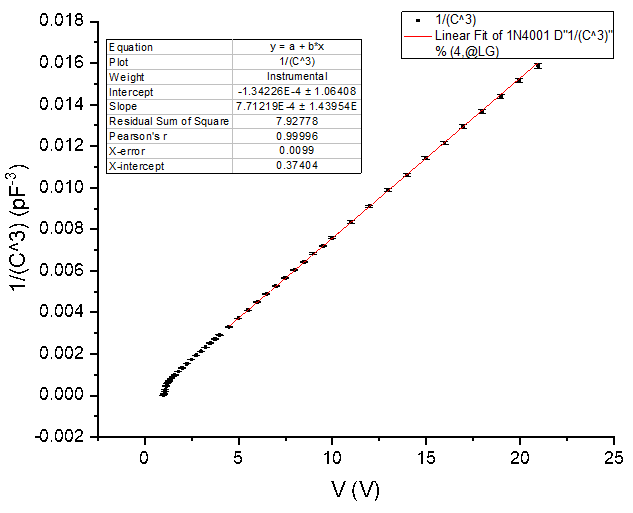 1/(C^3)
Linear Fit of 1N4001 D"1/(C^3)"
% (4,@LG)
Equation y = a + b*x
Plot 1/(C^3)
Weight Instrumental
Intercept -1.34226E-4 ± 1.06408
Slope 7.71219E-4 ± 1.43954E
Residual Sum of Square 7.92778
Pearson's r 0.99996
X-error 0.0099
X-intercept 0.37404
1/(C^3) (pF-3)
0.018
0.016
0.014
0.012
0.010
0.008
0.006
0.004
0.002
0.000
-0.002
0 5 10 15 20 25
V (V)